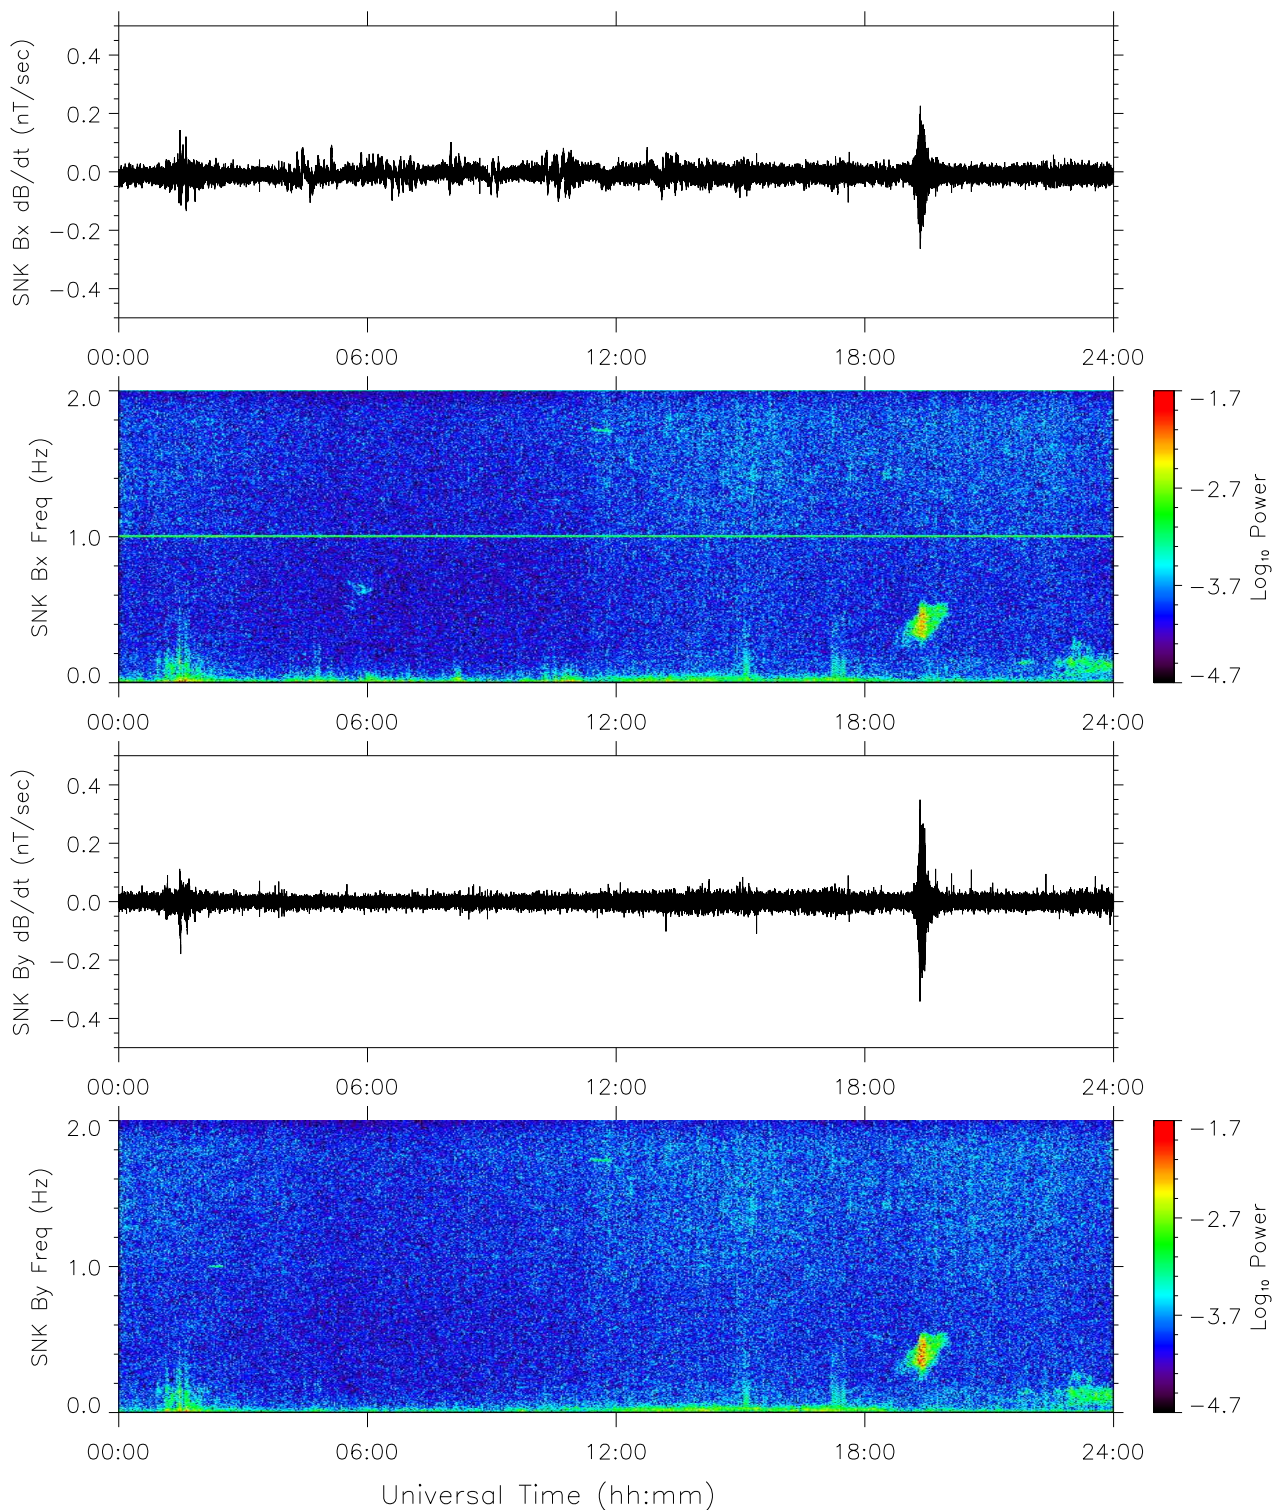 SNK Bx dB/dt (nT/sec)
0.4
0.2
0.0
−0.2
−0.4
00:00 06:00 12:00 18:00 24:00
SNK Bx Freq (Hz)
2.0
1.0
0.0
−1.7
−2.7
−3.7
−4.7
Log₁₀ Power
00:00 06:00 12:00 18:00 24:00
SNK By dB/dt (nT/sec)
0.4
0.2
0.0
−0.2
−0.4
00:00 06:00 12:00 18:00 24:00
SNK By Freq (Hz)
2.0
1.0
0.0
−1.7
−2.7
−3.7
−4.7
Log₁₀ Power
00:00 06:00 12:00 18:00 24:00
Universal Time (hh:mm)